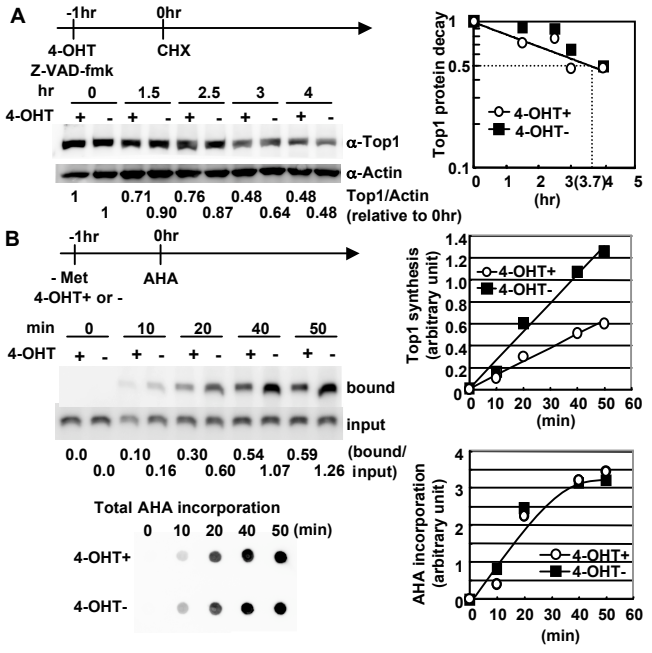 A
-1hr 0hr
4-OHT CHX
Z-VAD-fmk
hr 0 1.5 2.5 3 4
4-OHT + - + - + - + - + -
α-Top1
α-Actin
1 0.71 0.76 0.48 0.48 Top1/Actin
1 0.90 0.87 0.64 0.48 (relative to 0hr)
Top1 protein decay
1
0.5
0.1
4-OHT+
4-OHT-
0 1 2 3(3.7)4 5
(hr)
B
-1hr 0hr
- Met AHA
4-OHT+ or -
min 0 10 20 40 50
4-OHT + - + - + - + - + -
bound
input
0.0 0.10 0.30 0.54 0.59 (bound/
0.0 0.16 0.60 1.07 1.26 input)
Top1 synthesis
(arbitrary unit)
1.4
1.2
1.0
0.8
0.6
0.4
0.2
0
4-OHT+
4-OHT-
0 10 20 30 40 50 60
(min)
Total AHA incorporation
0 10 20 40 50 (min)
4-OHT+
4-OHT-
AHA incorporation
(arbitrary unit)
4
3
2
1
0
4-OHT+
4-OHT-
0 10 20 30 40 50 60
(min)